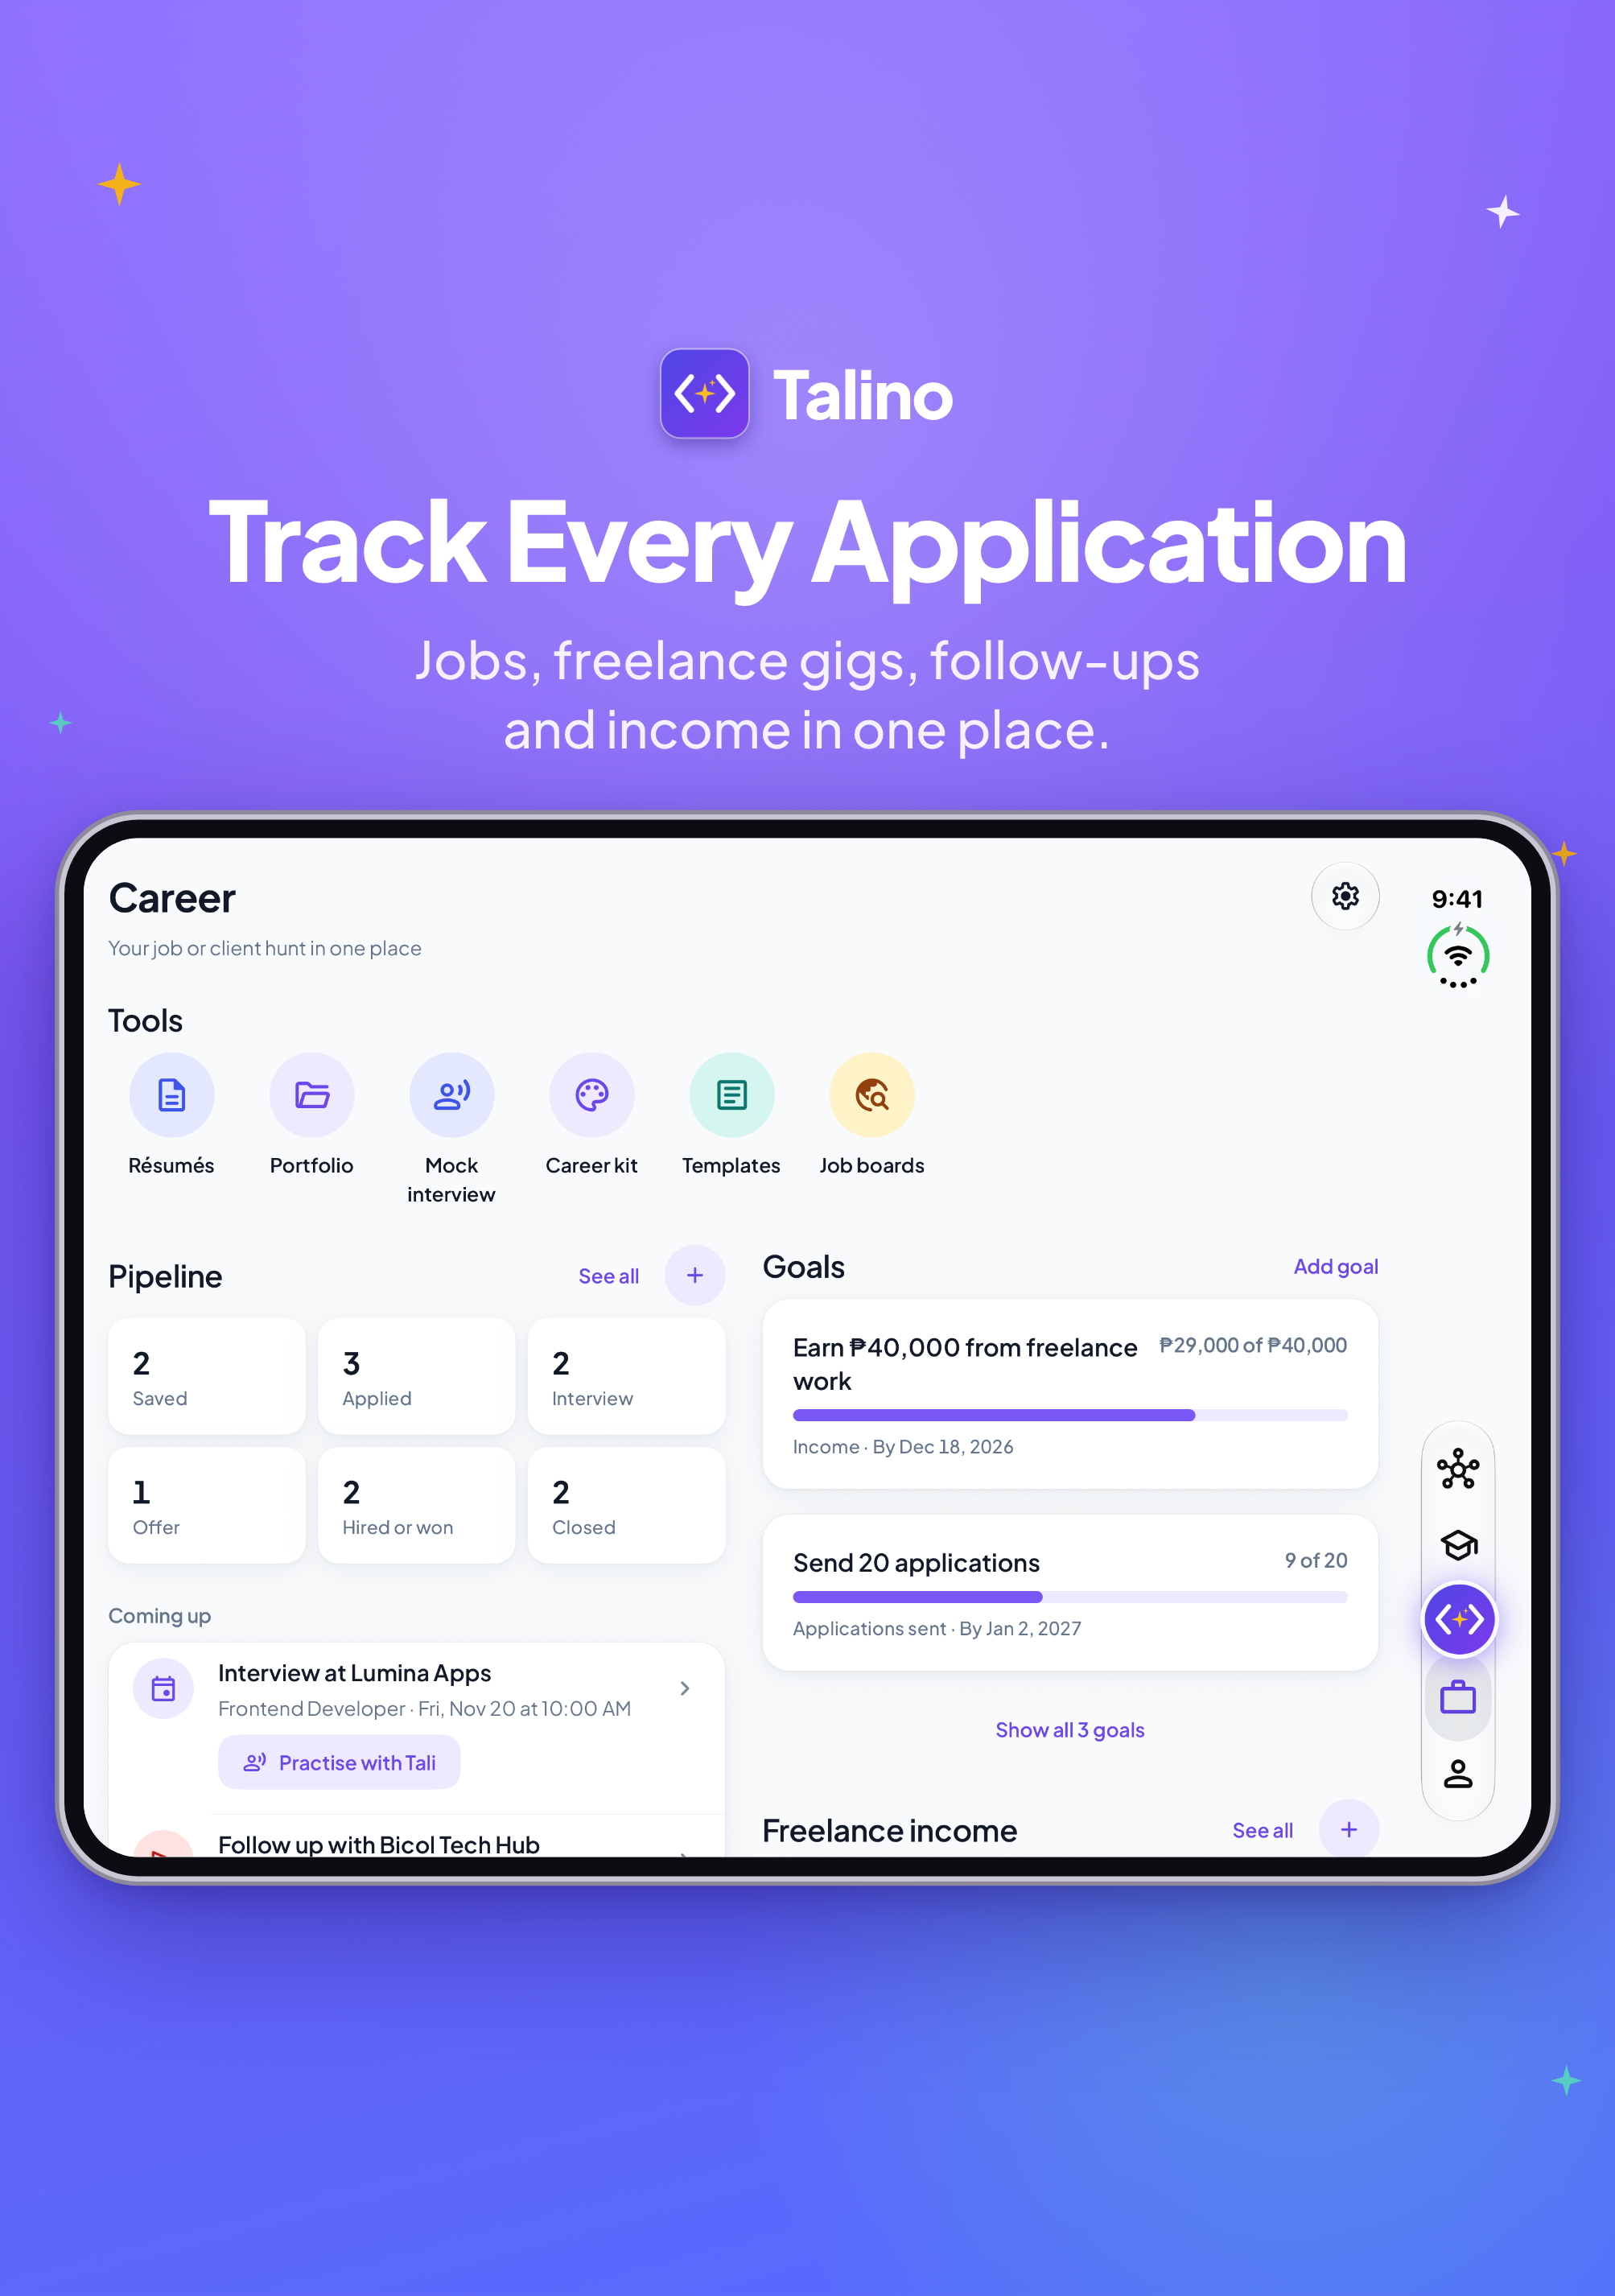 Talino
Track Every Application
Jobs, freelance gigs, follow-ups
and income in one place.
Career
Your job or client hunt in one place
9:41
Tools
Résumés
Portfolio
Mock
interview
Career kit
Templates
Job boards
Pipeline
See all
2
Saved
3
Applied
2
Interview
1
Offer
2
Hired or won
2
Closed
Coming up
Interview at Lumina Apps
Frontend Developer · Fri, Nov 20 at 10:00 AM
Practise with Tali
Follow up with Bicol Tech Hub
Goals
Add goal
Earn ₱40,000 from freelance
work
₱29,000 of ₱40,000
Income · By Dec 18, 2026
Send 20 applications
9 of 20
Applications sent · By Jan 2, 2027
Show all 3 goals
Freelance income
See all